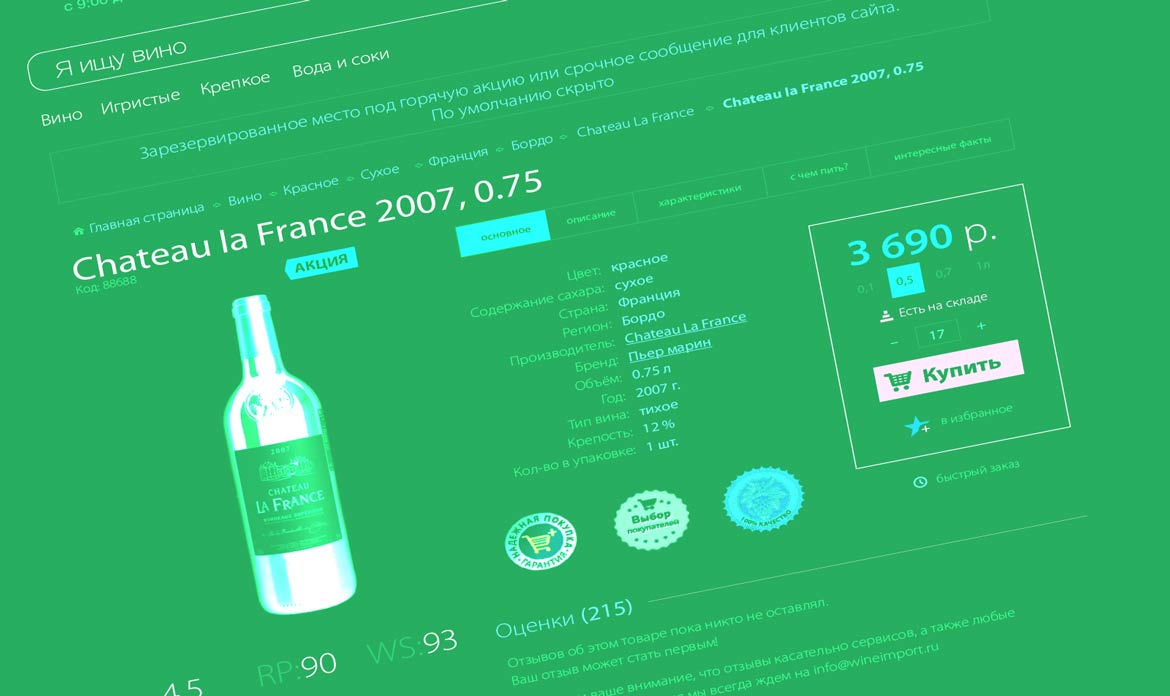 с 9:00 д
Я ищу вино
Вино Игристые Крепкое Вода и соки
Зарезервированное место под горячую акцию или срочное сообщение для клиентов сайта.
По умолчанию скрыто
Главная страница Вино Красное Сухое Франция Бордо Chateau La France Chateau la France 2007, 0.75
Chateau la France 2007, 0.75
Код: 88688
АКЦИЯ
основное описание характеристики с чем пить? интересные факты
Цвет: красное
Содержание сахара: сухое
Страна: Франция
Регион: Бордо
Производитель: Chateau La France
Бренд: Пьер марин
Объём: 0.75 л
Год: 2007 г.
Тип вина: тихое
Крепость: 12 %
Кол-во в упаковке: 1 шт.
3 690 р.
0,1 0,5 0,7 1л
Есть на складе
– 17 +
Купить
в избранное
быстрый заказ
2007
CHATEAU
LA FRANCE
BORDEAUX SUPÉRIEUR
НАДЕЖНАЯ ПОКУПКА
ГАРАНТИЯ
Выбор
покупателей
100% КАЧЕСТВО
4.5 RP:90 WS:93
Оценки (215)
Отзывов об этом товаре пока никто не оставлял.
Ваш отзыв может стать первым!
ваше внимание, что отзывы касательно сервисов, а также любые
мы всегда ждем на info@wineimport.ru